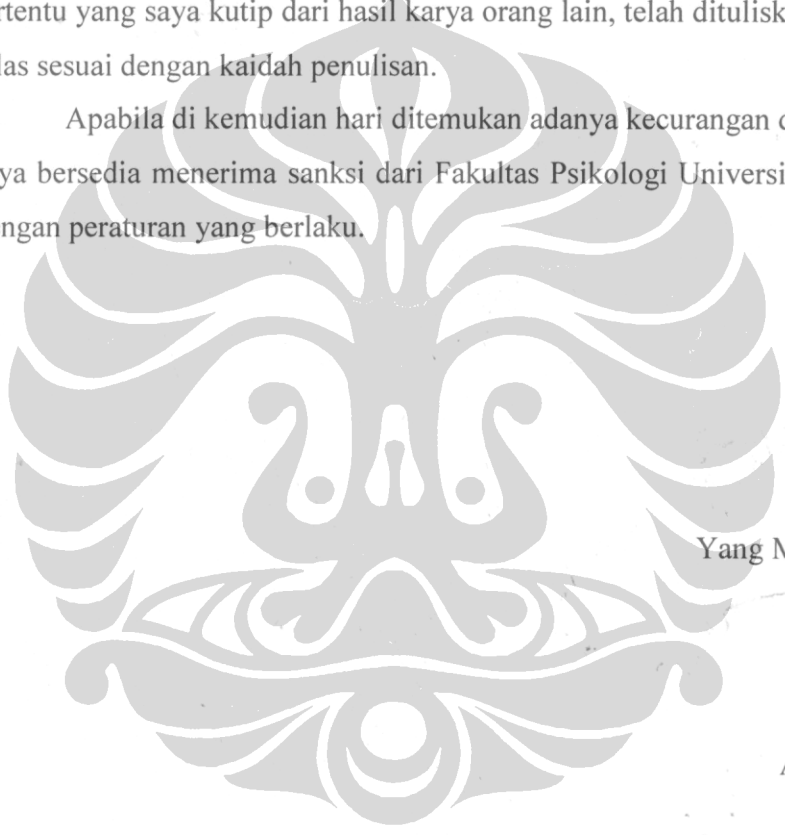 rtentu yang saya kutip dari hasil karya orang lain, telah ditulisk
las sesuai dengan kaidah penulisan.
Apabila di kemudian hari ditemukan adanya kecurangan
ya bersedia menerima sanksi dari Fakultas Psikologi Universi
ngan peraturan yang berlaku.
Yang M